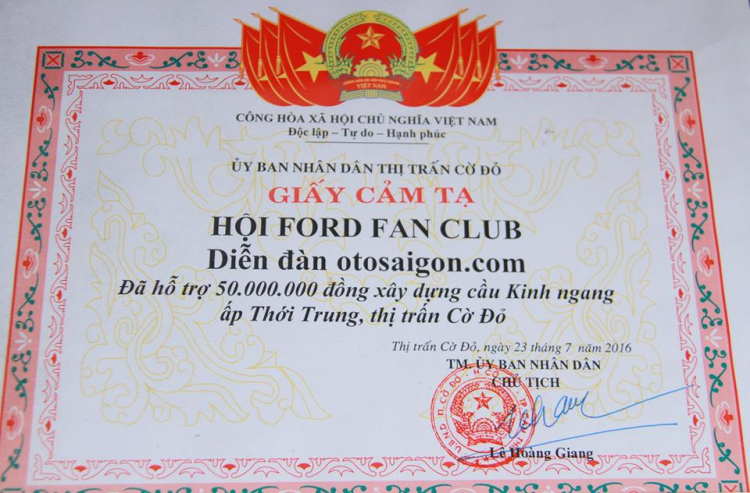 VIỆT NAM
CỘNG HÒA XÃ HỘI CHỦ NGHĨA VIỆT NAM
Độc lập – Tự do – Hạnh phúc
ỦY BAN NHÂN DÂN THỊ TRẤN CỜ ĐỎ
GIẤY CẢM TẠ
HỘI FORD FAN CLUB
Diễn đàn otosaigon.com
Đã hỗ trợ 50.000.000 đồng xây dựng cầu Kinh ngang
ấp Thới Trung, thị trấn Cờ Đỏ
Thị trấn Cờ Đỏ, ngày 23 tháng 7 năm 2016
TM. ỦY BAN NHÂN DÂN
CHỦ TỊCH
Lê Hoàng Giang